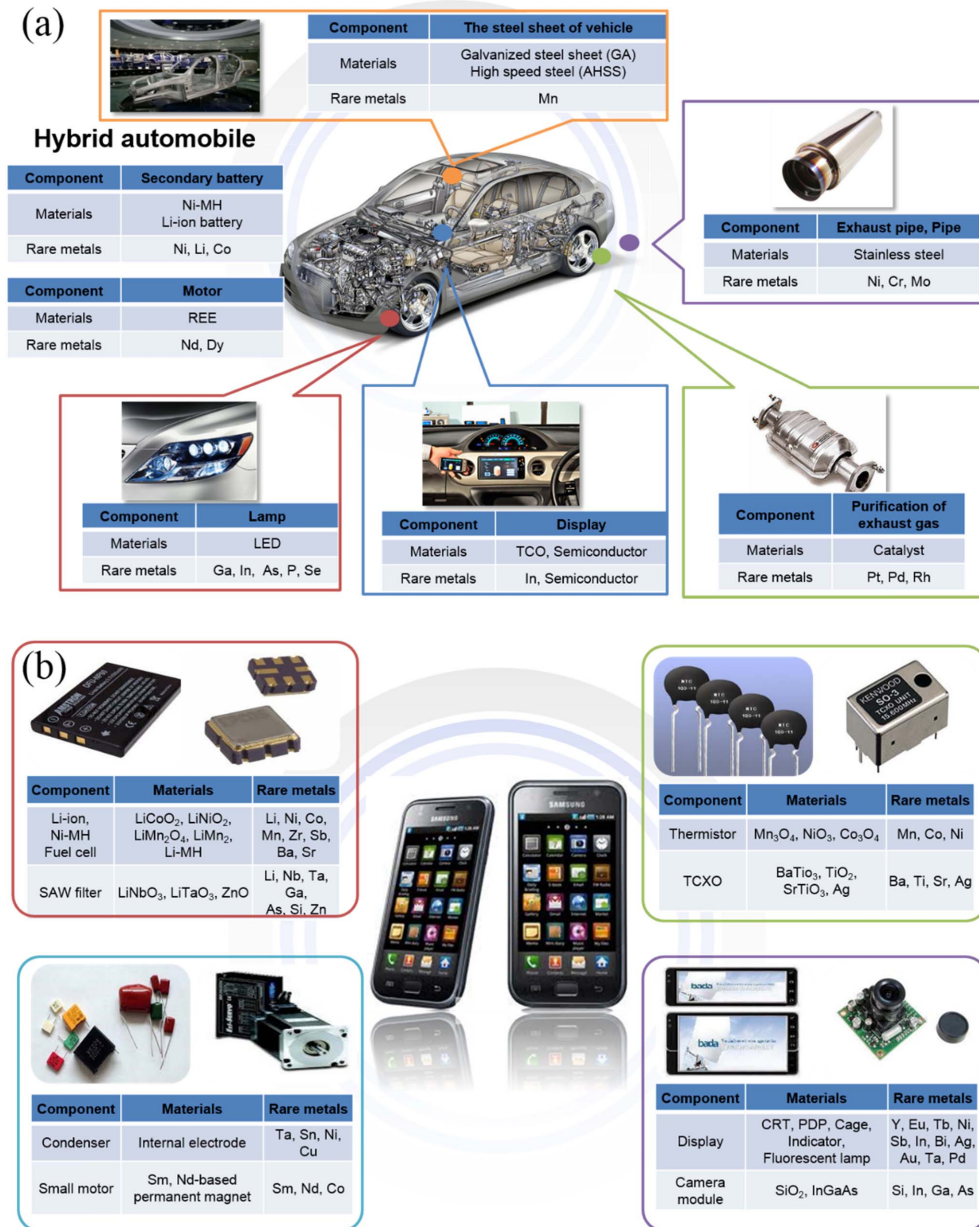 (a)
Component The steel sheet of vehicle
Materials Galvanized steel sheet (GA)
High speed steel (AHSS)
Rare metals Mn
Hybrid automobile
Component Secondary battery
Materials Ni-MH
Li-ion battery
Rare metals Ni, Li, Co
Component Motor
Materials REE
Rare metals Nd, Dy
Component Exhaust pipe, Pipe
Materials Stainless steel
Rare metals Ni, Cr, Mo
Component Lamp
Materials LED
Rare metals Ga, In, As, P, Se
Component Display
Materials TCO, Semiconductor
Rare metals In, Semiconductor
Component Purification of
exhaust gas
Materials Catalyst
Rare metals Pt, Pd, Rh
(b)
Component Materials Rare metals
Li-ion, LiCoO₂, LiNiO₂, Li, Ni, Co,
Ni-MH LiMn₂O₄, LiMn₂, Mn, Zr, Sb,
Fuel cell Li-MH Ba, Sr
SAW filter LiNbO₃, LiTaO₃, ZnO Li, Nb, Ta,
Ga,
As, Si, Zn
KENWOOD
SO-3
TCXO UNIT
15.600MHz
Component Materials Rare metals
Thermistor Mn₃O₄, NiO₃, Co₃O₄ Mn, Co, Ni
TCXO BaTio₃, TiO₂, Ba, Ti, Sr, Ag
SrTiO₃, Ag
SAMSUNG
SAMSUNG
Component Materials Rare metals
Condenser Internal electrode Ta, Sn, Ni,
Cu
Small motor Sm, Nd-based Sm, Nd, Co
permanent magnet
bada
bada
Component Materials Rare metals
Display CRT, PDP, Cage, Y, Eu, Tb, Ni,
Indicator, Sb, In, Bi, Ag,
Fluorescent lamp Au, Ta, Pd
Camera SiO₂, InGaAs Si, In, Ga, As
module